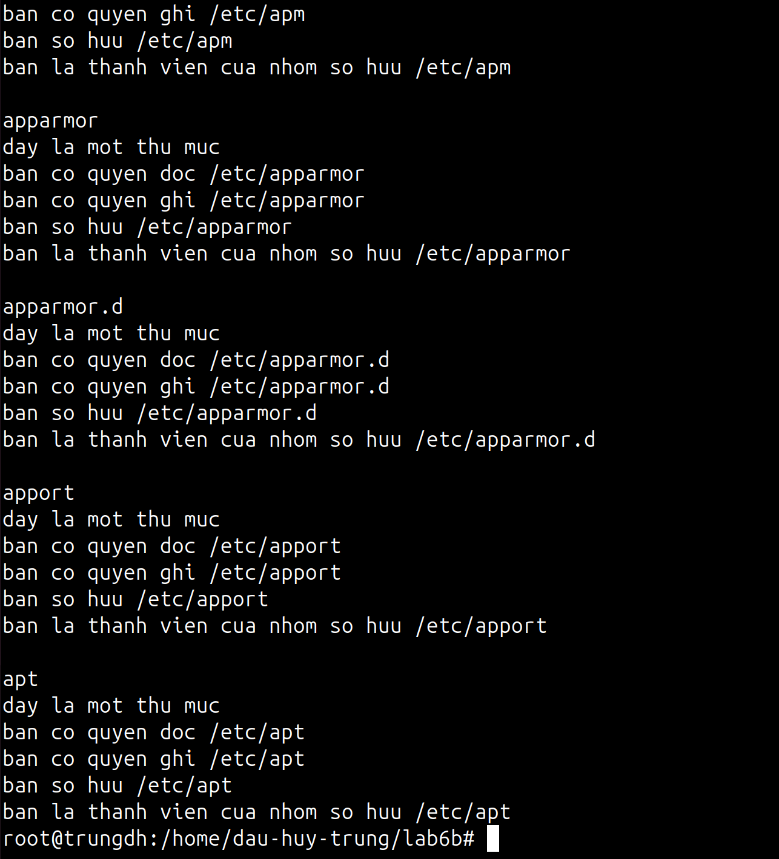 ban co quyen ghi /etc/apm
ban so huu /etc/apm
ban la thanh vien cua nhom so huu /etc/apm

apparmor
day la mot thu muc
ban co quyen doc /etc/apparmor
ban co quyen ghi /etc/apparmor
ban so huu /etc/apparmor
ban la thanh vien cua nhom so huu /etc/apparmor

apparmor.d
day la mot thu muc
ban co quyen doc /etc/apparmor.d
ban co quyen ghi /etc/apparmor.d
ban so huu /etc/apparmor.d
ban la thanh vien cua nhom so huu /etc/apparmor.d

apport
day la mot thu muc
ban co quyen doc /etc/apport
ban co quyen ghi /etc/apport
ban so huu /etc/apport
ban la thanh vien cua nhom so huu /etc/apport

apt
day la mot thu muc
ban co quyen doc /etc/apt
ban co quyen ghi /etc/apt
ban so huu /etc/apt
ban la thanh vien cua nhom so huu /etc/apt
root@trungdh:/home/dau-huy-trung/lab6b#